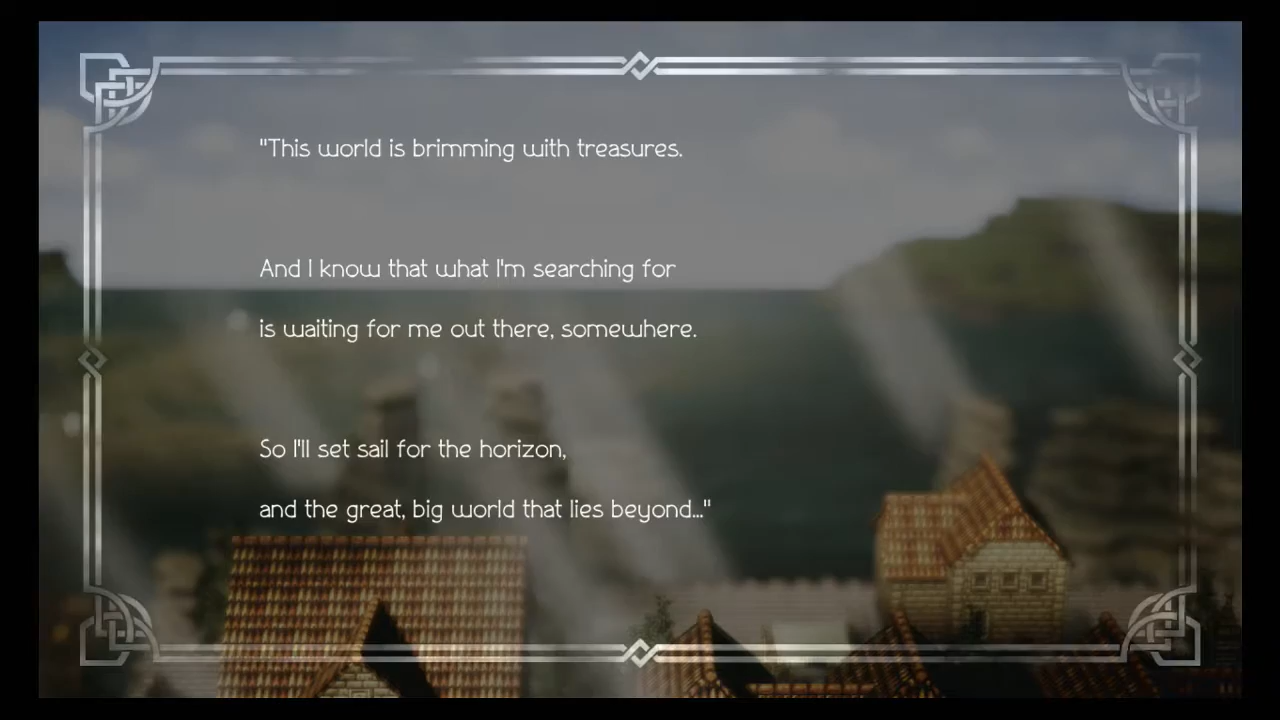 "This world is brimming with treasures.
And I know that what I'm searching for
is waiting for me out there, somewhere.
So I'll set sail for the horizon,
and the great, big world that lies beyond..."